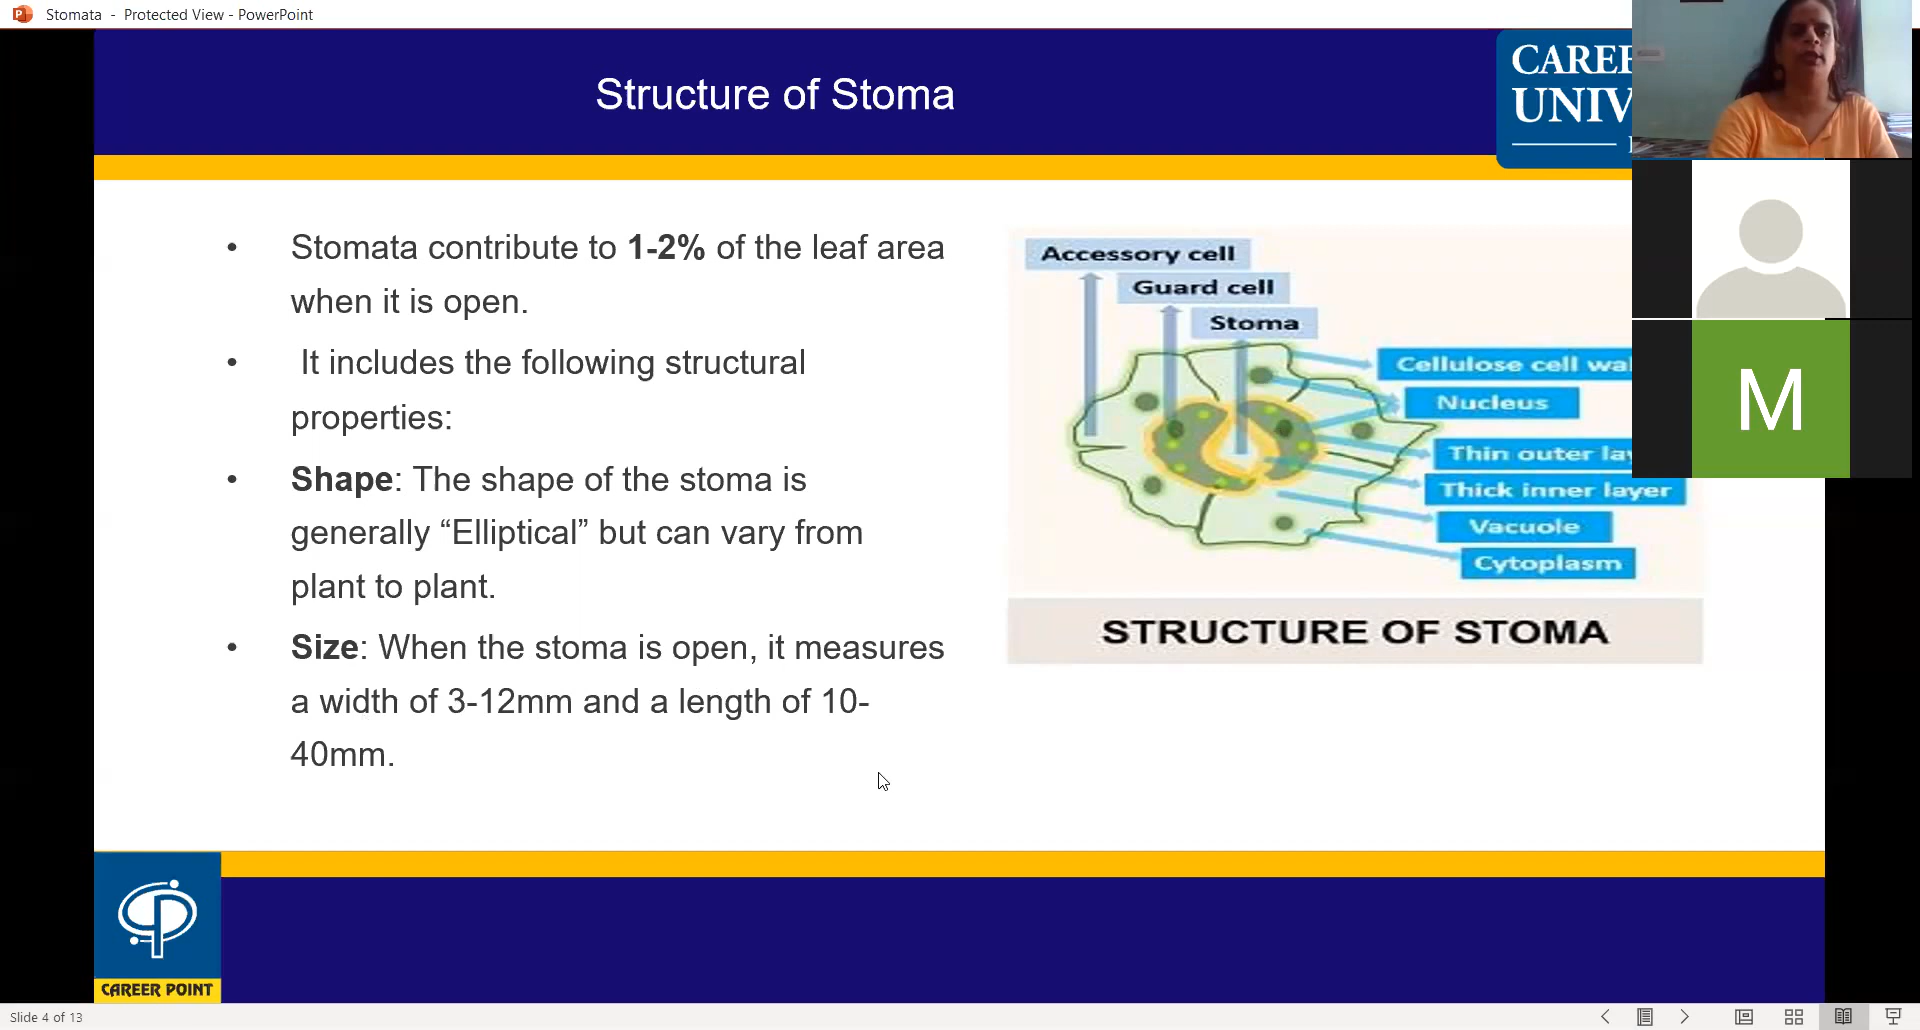 Stomata - Protected View - PowerPoint
Structure of Stoma
CAREE
UNIV
• Stomata contribute to 1-2% of the leaf area
when it is open.
• It includes the following structural
properties:
• Shape: The shape of the stoma is
generally “Elliptical” but can vary from
plant to plant.
• Size: When the stoma is open, it measures
a width of 3-12mm and a length of 10-
40mm.
Accessory cell
Guard cell
Stoma
Cellulose cell wal
Nucleus
Thin outer lay
Thick inner layer
Vacuole
Cytoplasm
STRUCTURE OF STOMA
M
CAREER POINT
Slide 4 of 13